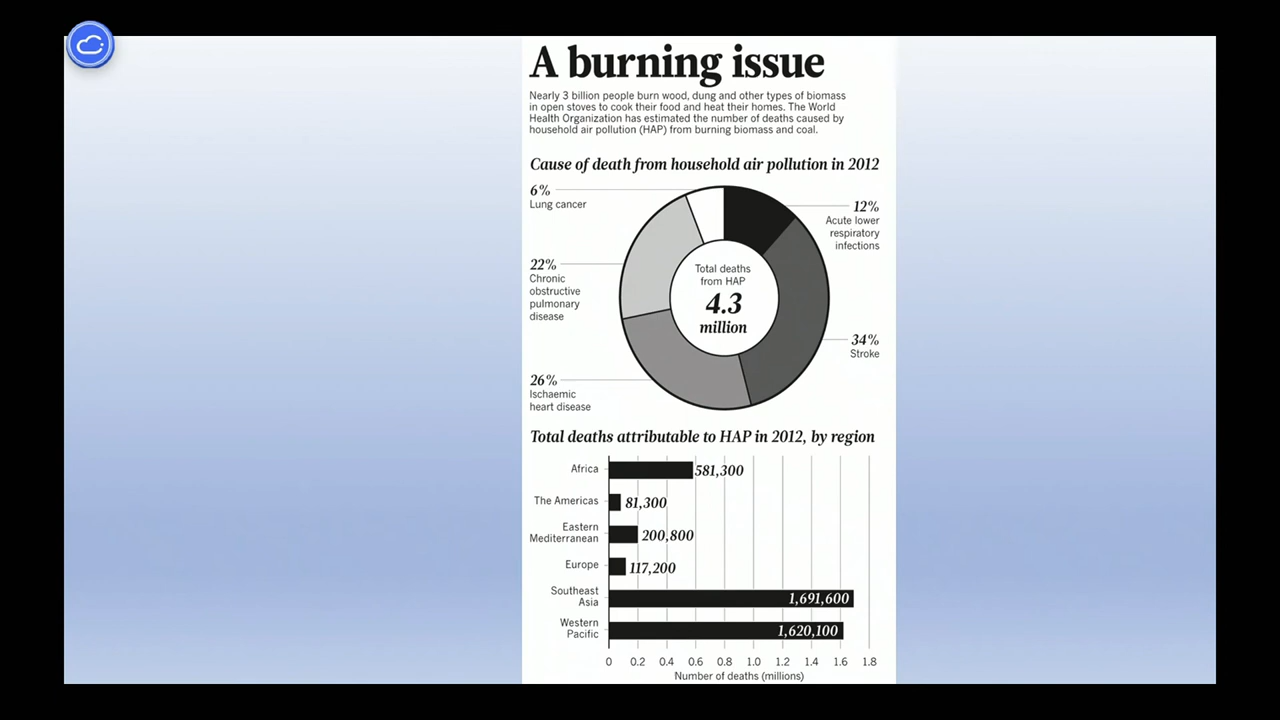 A burning issue
Nearly 3 billion people burn wood, dung and other types of biomass
in open stoves to cook their food and heat their homes. The World
Health Organization has estimated the number of deaths caused by
household air pollution (HAP) from burning biomass and coal.
Cause of death from household air pollution in 2012
6%
Lung cancer
12%
Acute lower
respiratory
infections
22%
Chronic
obstructive
pulmonary
disease
Total deaths
from HAP
4.3
million
34%
Stroke
26%
Ischaemic
heart disease
Total deaths attributable to HAP in 2012, by region
Africa 581,300
The Americas 81,300
Eastern
Mediterranean 200,800
Europe 117,200
Southeast
Asia 1,691,600
Western
Pacific 1,620,100
0 0.2 0.4 0.6 0.8 1.0 1.2 1.4 1.6 1.8
Number of deaths (millions)